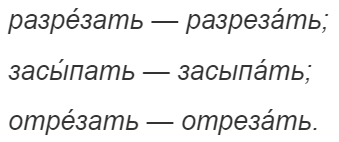 разре́зать — разреза́ть;
засы́пать — засыпа́ть;
отре́зать — отреза́ть.